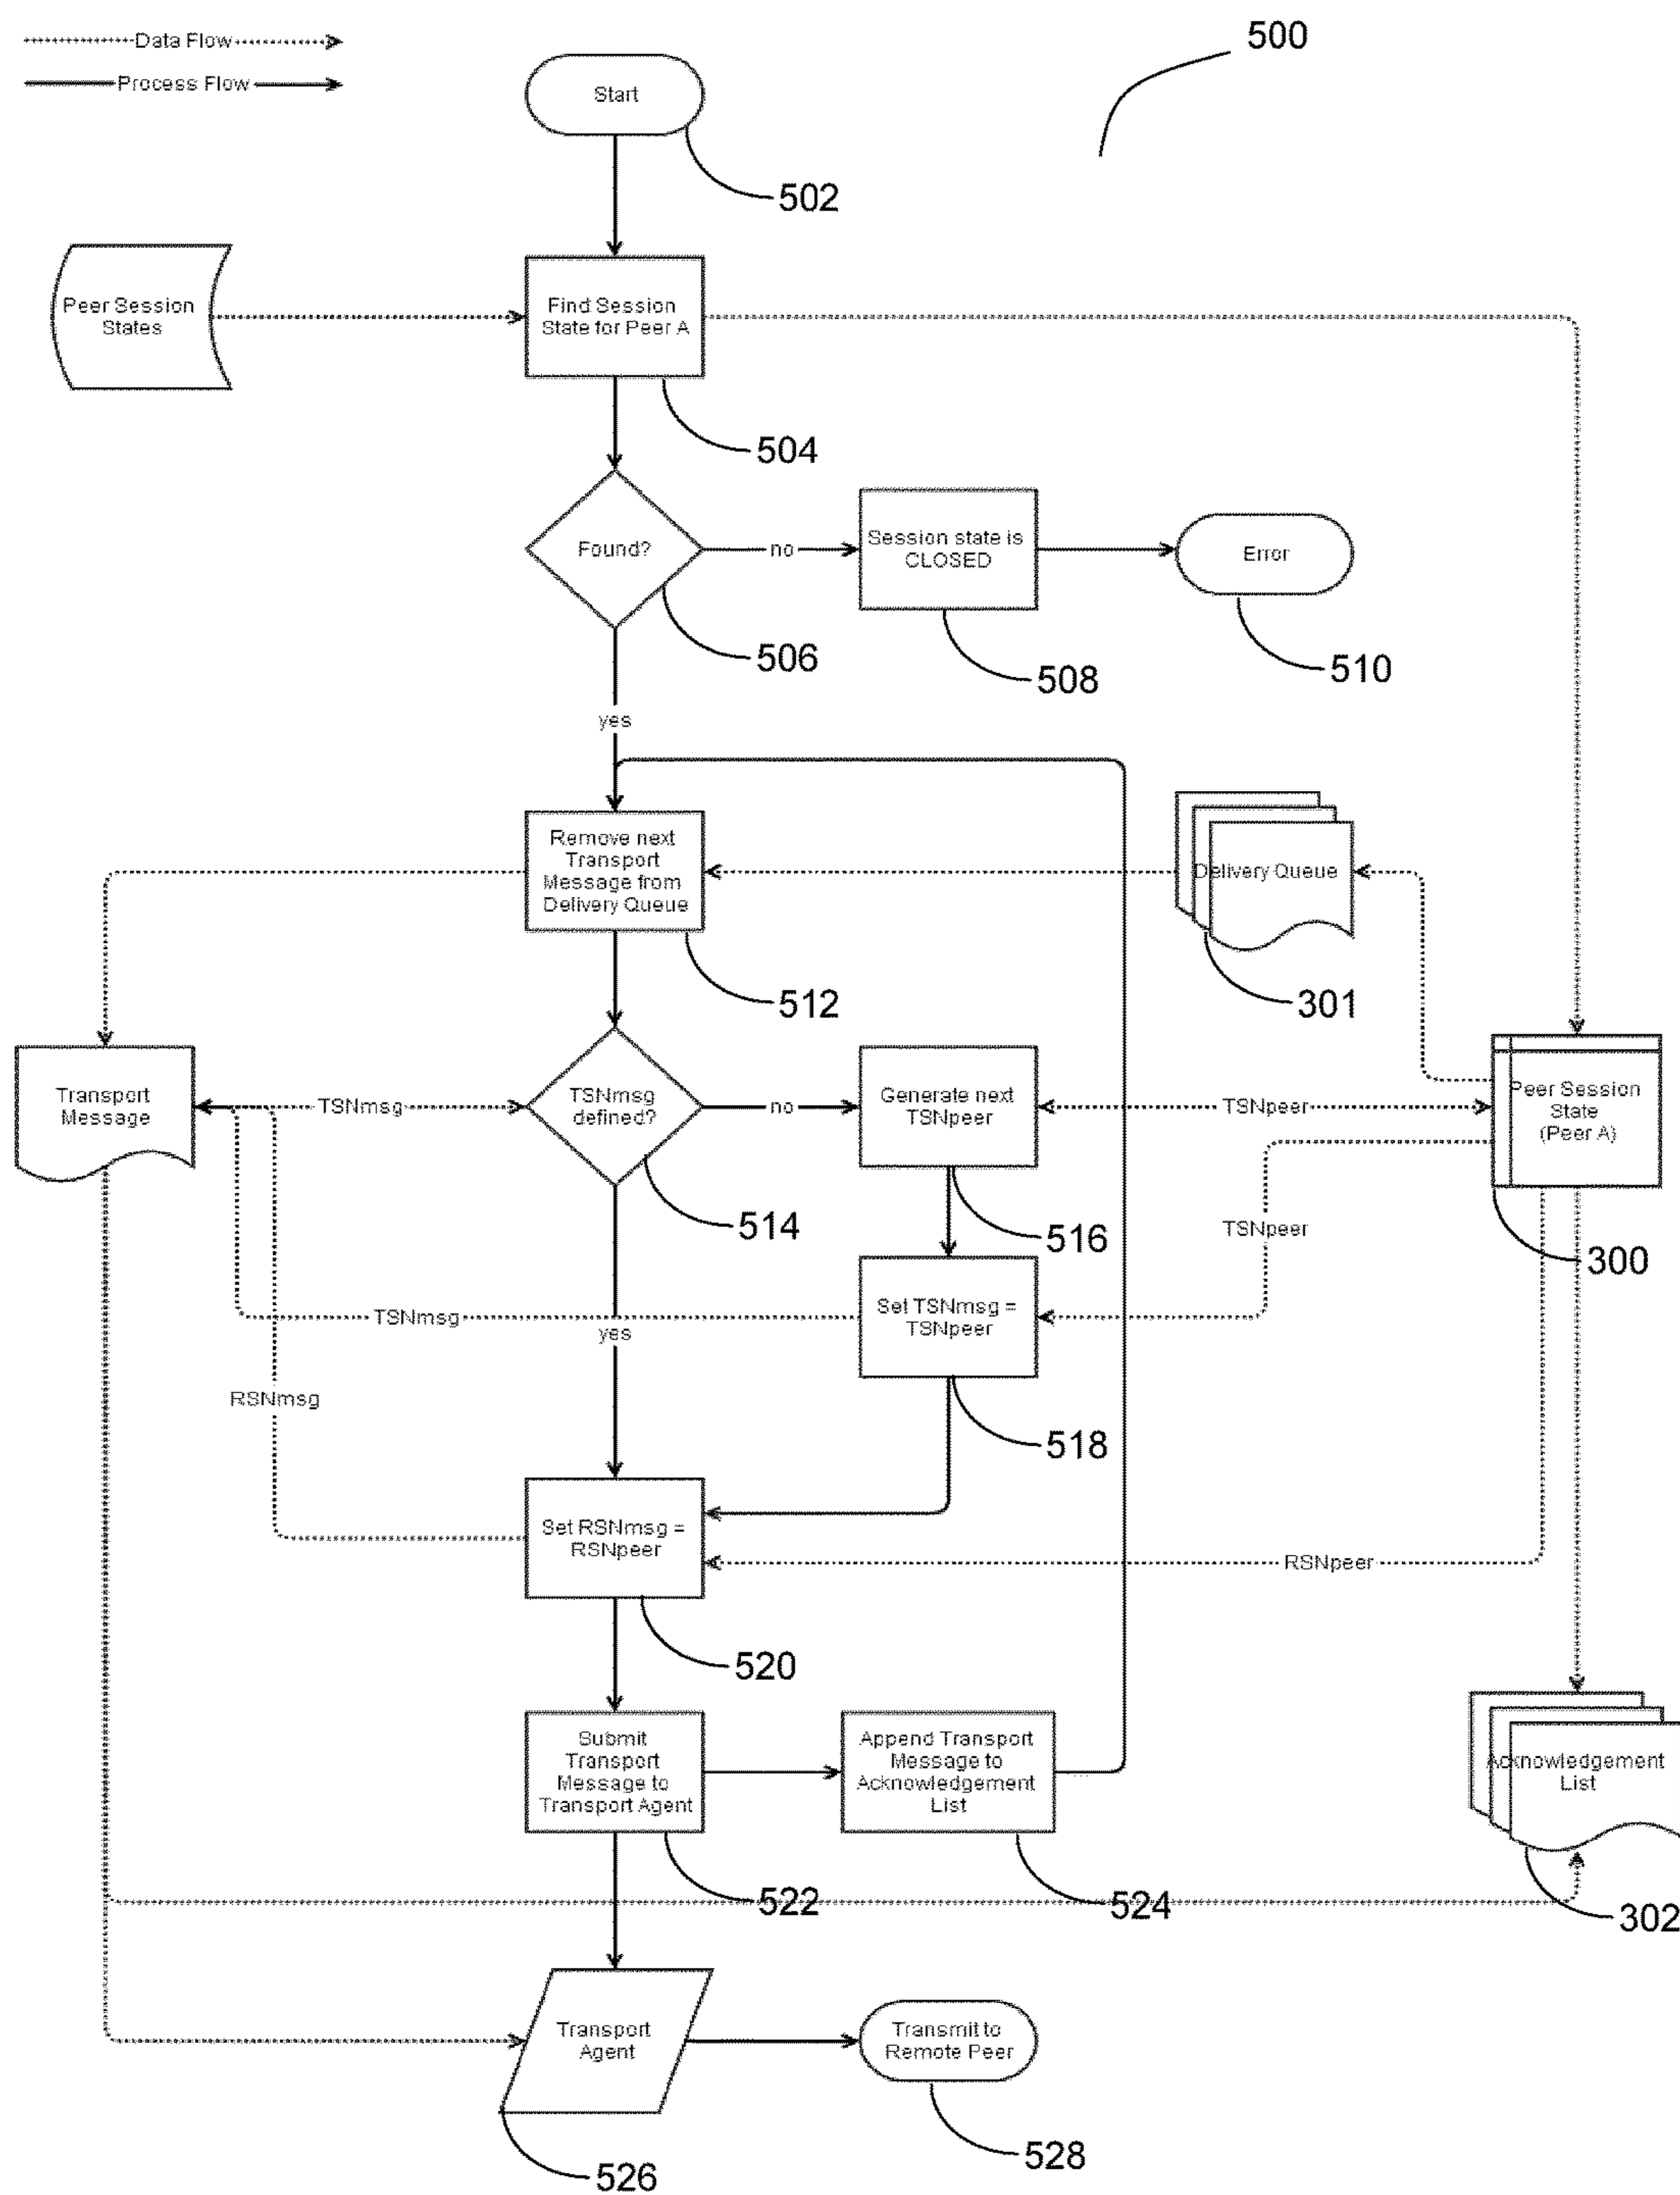 Data Flow
500
Process Flow
Start
502
Peer Session
States
Find Session
State for Peer A
504
Found?
no
Session state is
CLOSED
Error
506
508
510
yes
Remove next
Transport
Message from
Delivery Queue
Delivery Queue
512
301
Transport
Message
TSNmsg
TSNmsg
defined?
no
Generate next
TSNpeer
TSNpeer
Peer Session
State
(Peer A)
514
516
TSNpeer
300
TSNmsg
yes
Set TSNmsg =
TSNpeer
RSNmsg
518
Set RSNmsg =
RSNpeer
RSNpeer
520
Submit
Transport
Message to
Transport Agent
Append Transport
Message to
Acknowledgement
List
Acknowledgement
List
522
524
302
Transport
Agent
Transmit to
Remote Peer
528
526